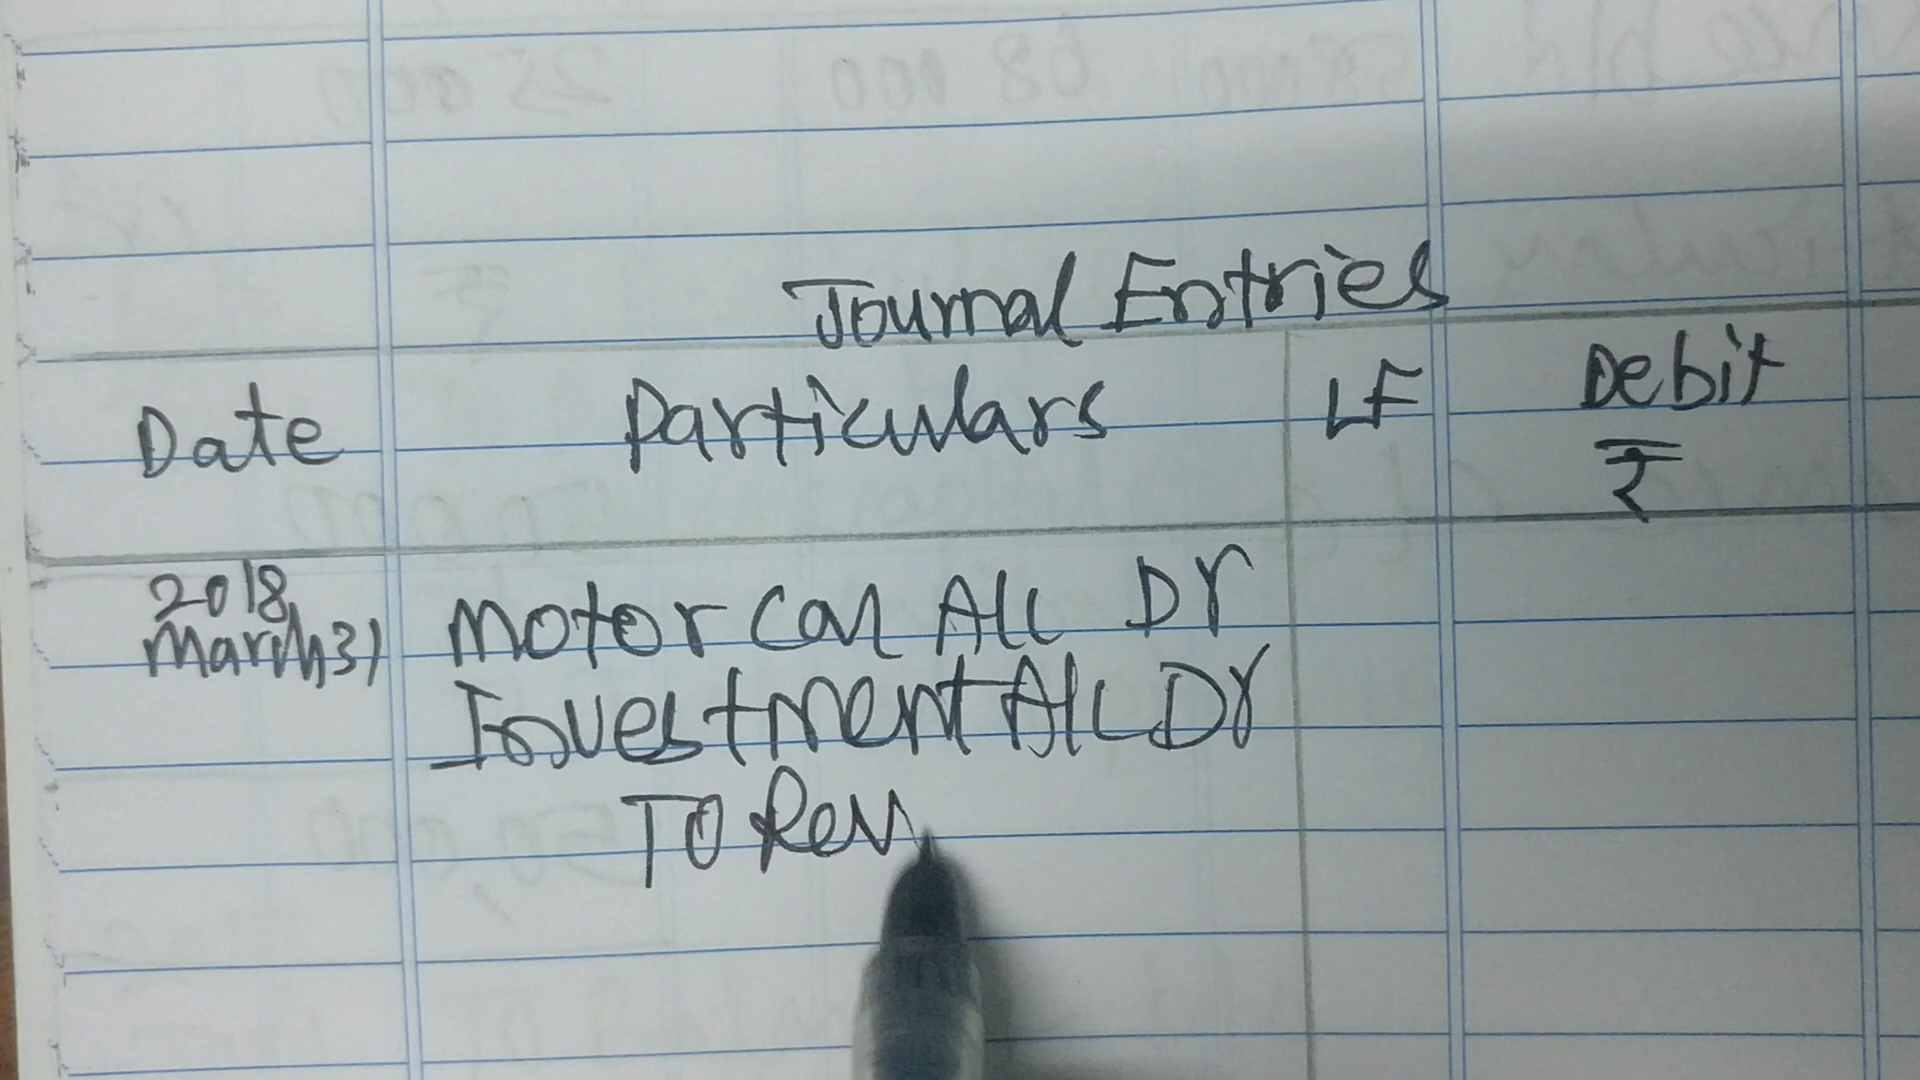 Journal Entries
Date Particulars LF Debit
₹
2018
March 31 Motor Car A/c Dr
Investment A/c Dr
To Rev